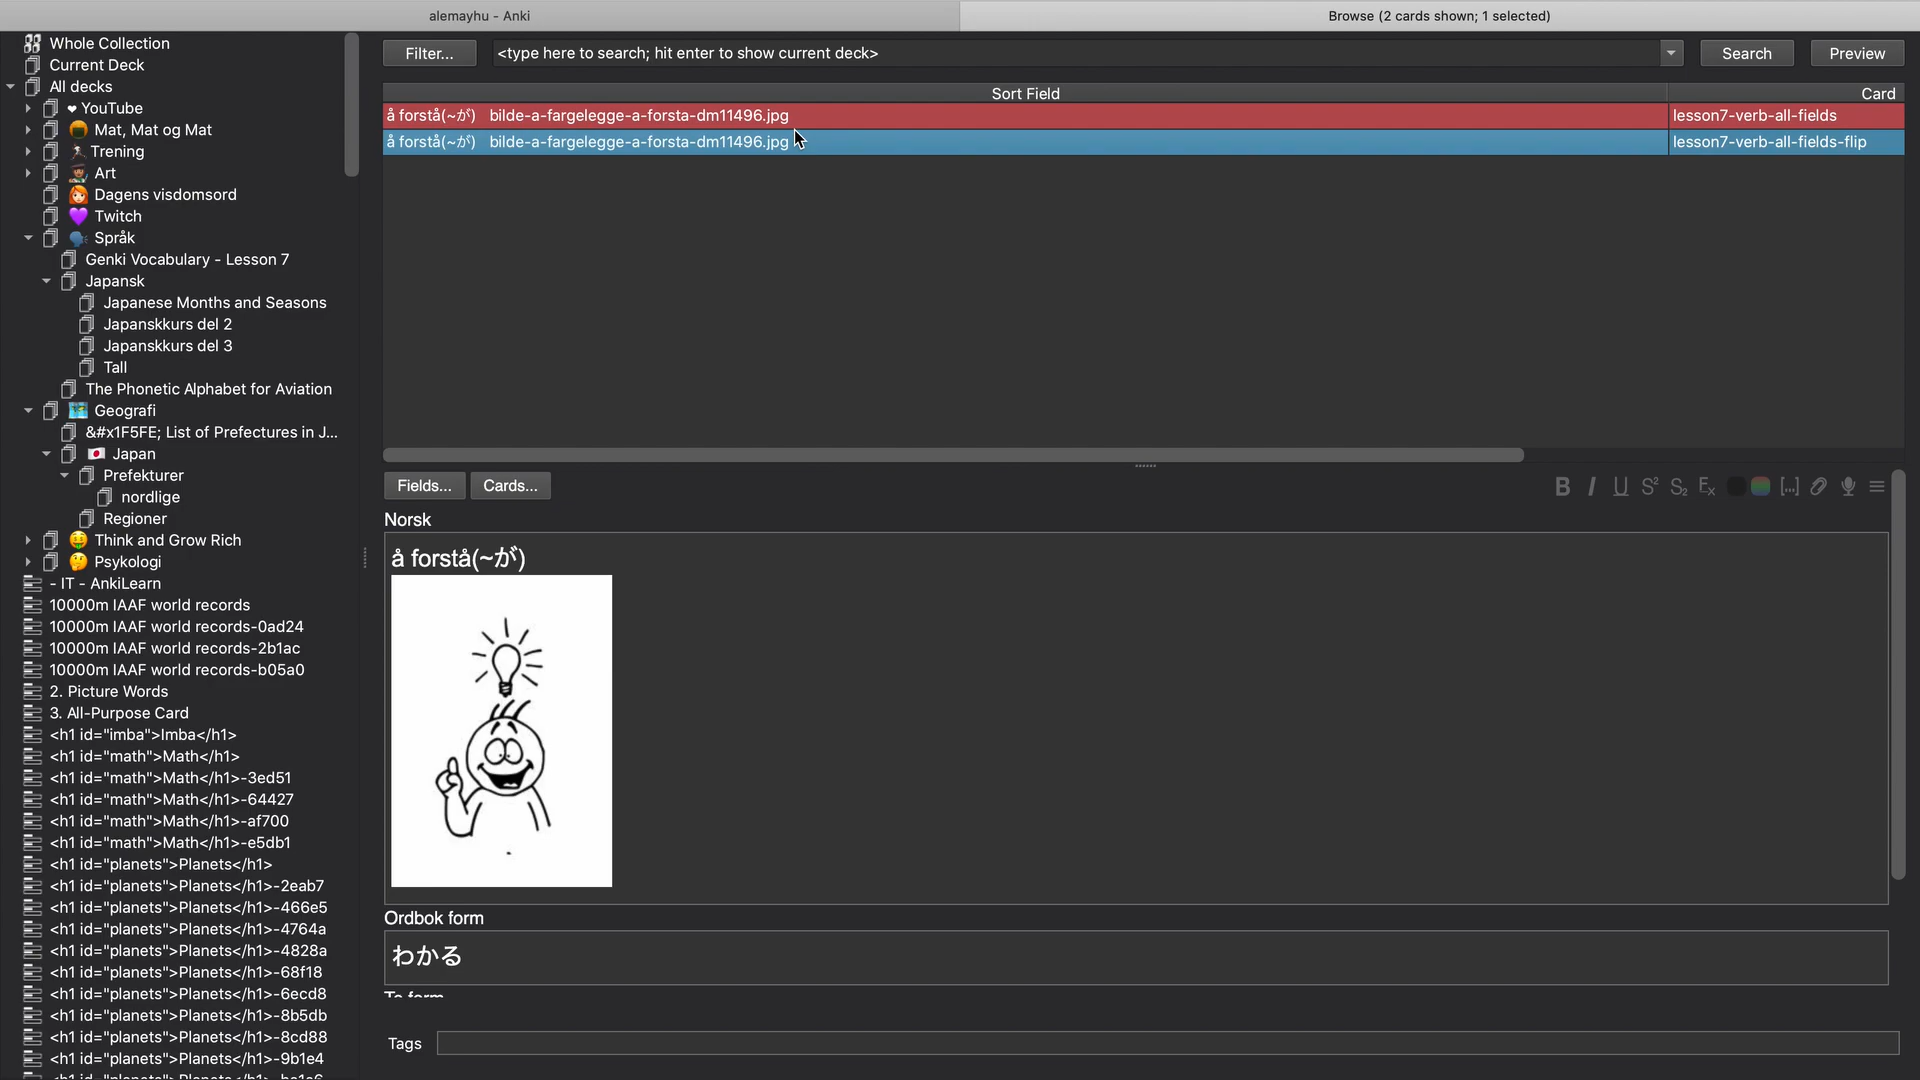 alemayhu - Anki
Browse (2 cards shown; 1 selected)
Whole Collection
Current Deck
All decks
YouTube
Mat, Mat og Mat
Trening
Art
Dagens visdomsord
Twitch
Språk
Genki Vocabulary - Lesson 7
Japansk
Japanese Months and Seasons
Japanskkurs del 2
Japanskkurs del 3
Tall
The Phonetic Alphabet for Aviation
Geografi
&#x1F5FE; List of Prefectures in J...
Japan
Prefekturer
nordlige
Regioner
Think and Grow Rich
Psykologi
- IT - AnkiLearn
10000m IAAF world records
10000m IAAF world records-0ad24
10000m IAAF world records-2b1ac
10000m IAAF world records-b05a0
2. Picture Words
3. All-Purpose Card
<h1 id="imba">Imba</h1>
<h1 id="math">Math</h1>
<h1 id="math">Math</h1>-3ed51
<h1 id="math">Math</h1>-64427
<h1 id="math">Math</h1>-af700
<h1 id="math">Math</h1>-e5db1
<h1 id="planets">Planets</h1>
<h1 id="planets">Planets</h1>-2eab7
<h1 id="planets">Planets</h1>-466e5
<h1 id="planets">Planets</h1>-4764a
<h1 id="planets">Planets</h1>-4828a
<h1 id="planets">Planets</h1>-68f18
<h1 id="planets">Planets</h1>-6ecd8
<h1 id="planets">Planets</h1>-8b5db
<h1 id="planets">Planets</h1>-8cd88
<h1 id="planets">Planets</h1>-9b1e4
Filter...
<type here to search; hit enter to show current deck>
Search
Preview
Sort Field
Card
å forstå(~が) bilde-a-fargelegge-a-forsta-dm11496.jpg
lesson7-verb-all-fields
å forstå(~が) bilde-a-fargelegge-a-forsta-dm11496.jpg
lesson7-verb-all-fields-flip
Fields...
Cards...
B I U S² S₂ Ex [...]
Norsk
å forstå(~が)
Ordbok form
わかる
Te form
Tags